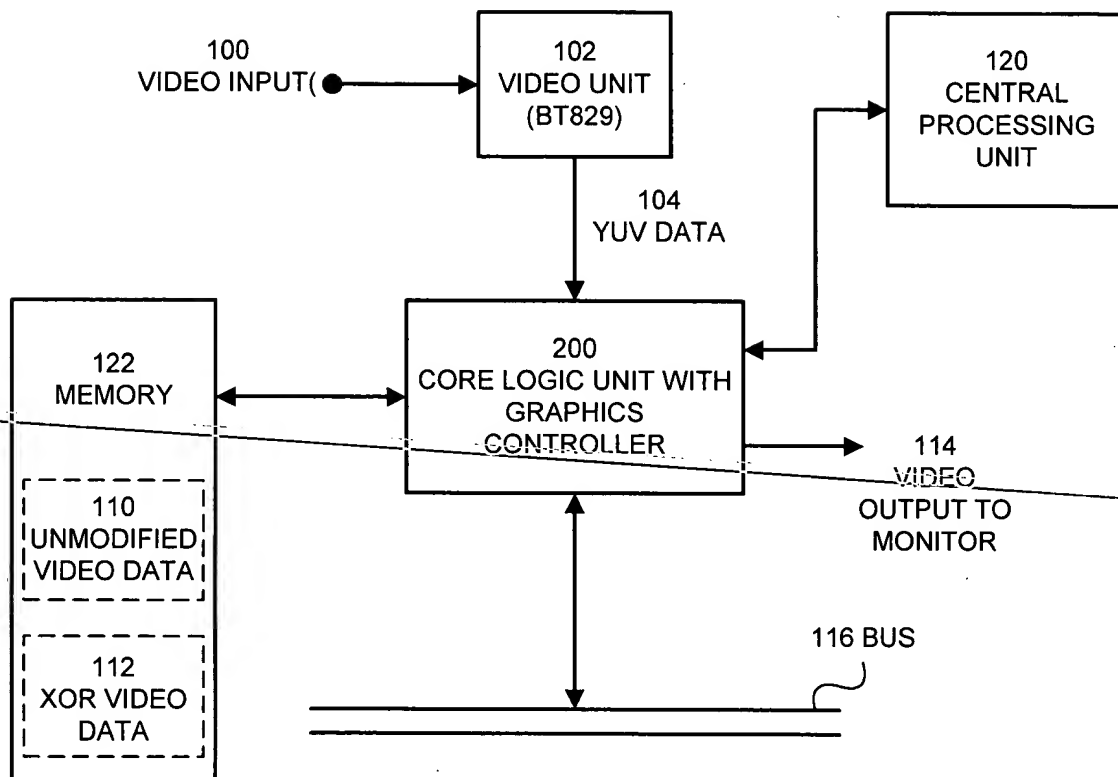 100
VIDEO INPUT(
102
VIDEO UNIT
(BT829)
120
CENTRAL
PROCESSING
UNIT
104
YUV DATA
122
MEMORY
200
CORE LOGIC UNIT WITH
GRAPHICS
CONTROLLER
114
VIDEO
OUTPUT TO
MONITOR
110
UNMODIFIED
VIDEO DATA
112
XOR VIDEO
DATA
116 BUS